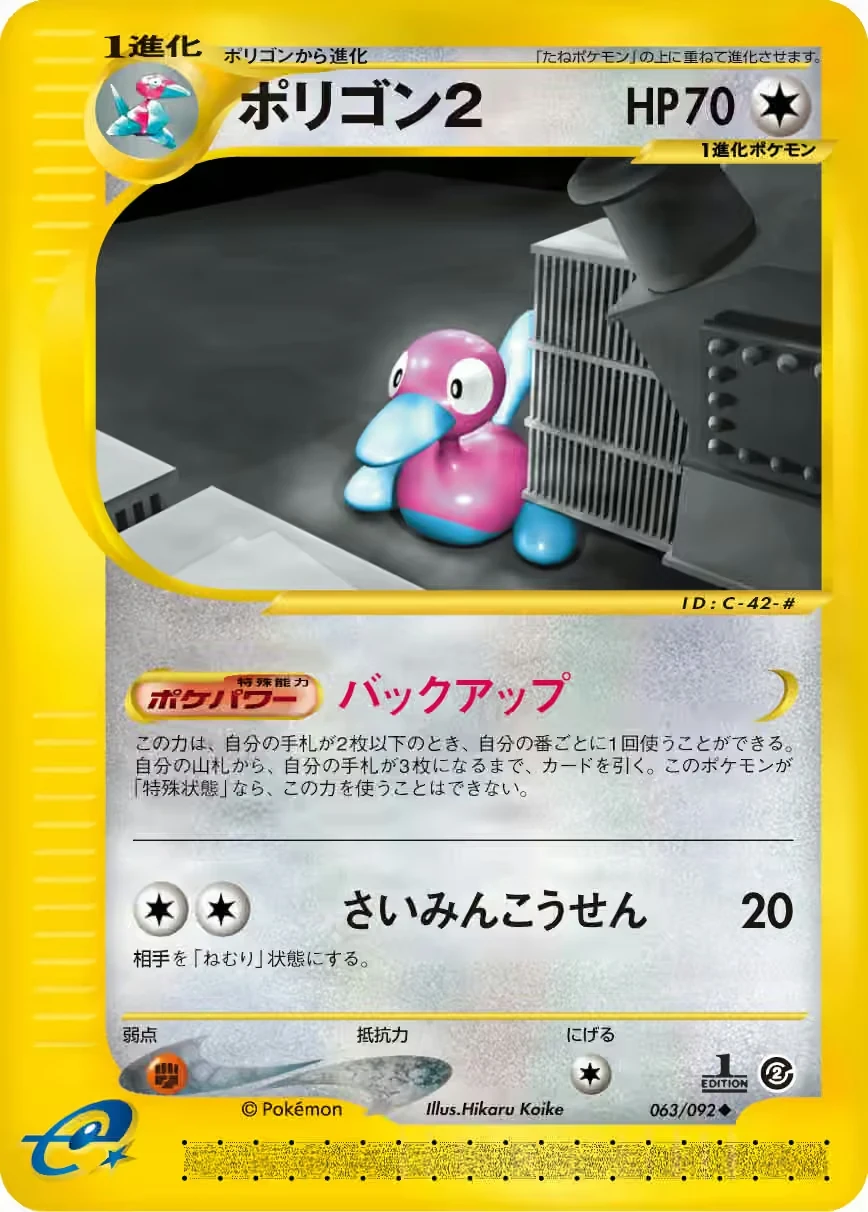 1進化
ポリゴンから進化
「たねポケモン」の上に重ねて進化させます。
ポリゴン2
HP70
1進化ポケモン
ID:C-42-#
特殊能力
ポケパワー
バックアップ
この力は、自分の手札が2枚以下のとき、自分の番ごとに1回使うことができる。
自分の山札から、自分の手札が3枚になるまで、カードを引く。このポケモンが
「特殊状態」なら、この力を使うことはできない。
さいみんこうせん 20
相手を「ねむり」状態にする。
弱点 抵抗力 にげる
1
EDITION
2
© Pokémon
Illus.Hikaru Koike
063/092◆
e